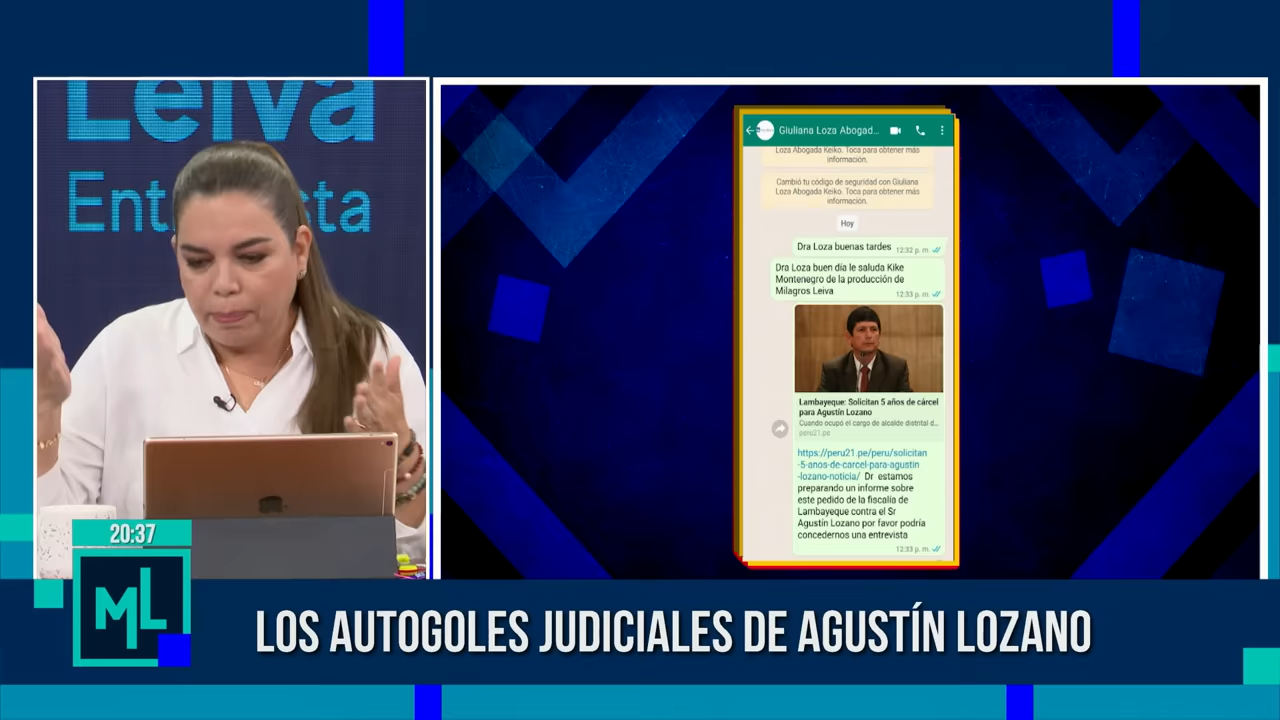 Leiva
Entrevista
Giuliana Loza Abogad...
Loza Abogada Keiko. Toca para obtener más
información.
Cambió tu código de seguridad con Giuliana
Loza Abogada Keiko. Toca para obtener más
información.
Hoy
Dra Loza buenas tardes
12:32 p. m.
Dra Loza buen día le saluda Kike
Montenegro de la producción de
Milagros Leiva
12:33 p. m.
Lambayeque: Solicitan 5 años de cárcel
para Agustín Lozano
Cuando ocupó el cargo de alcalde distrital d...
peru21.pe
https://peru21.pe/peru/solicitan
-5-anos-de-carcel-para-agustin
-lozano-noticia/ Dr estamos
preparando un informe sobre
este pedido de la fiscalía de
Lambayeque contra el Sr
Agustín Lozano por favor podría
concedernos una entrevista
12:33 p. m.
20:37
ML
LOS AUTOGOLES JUDICIALES DE AGUSTÍN LOZANO